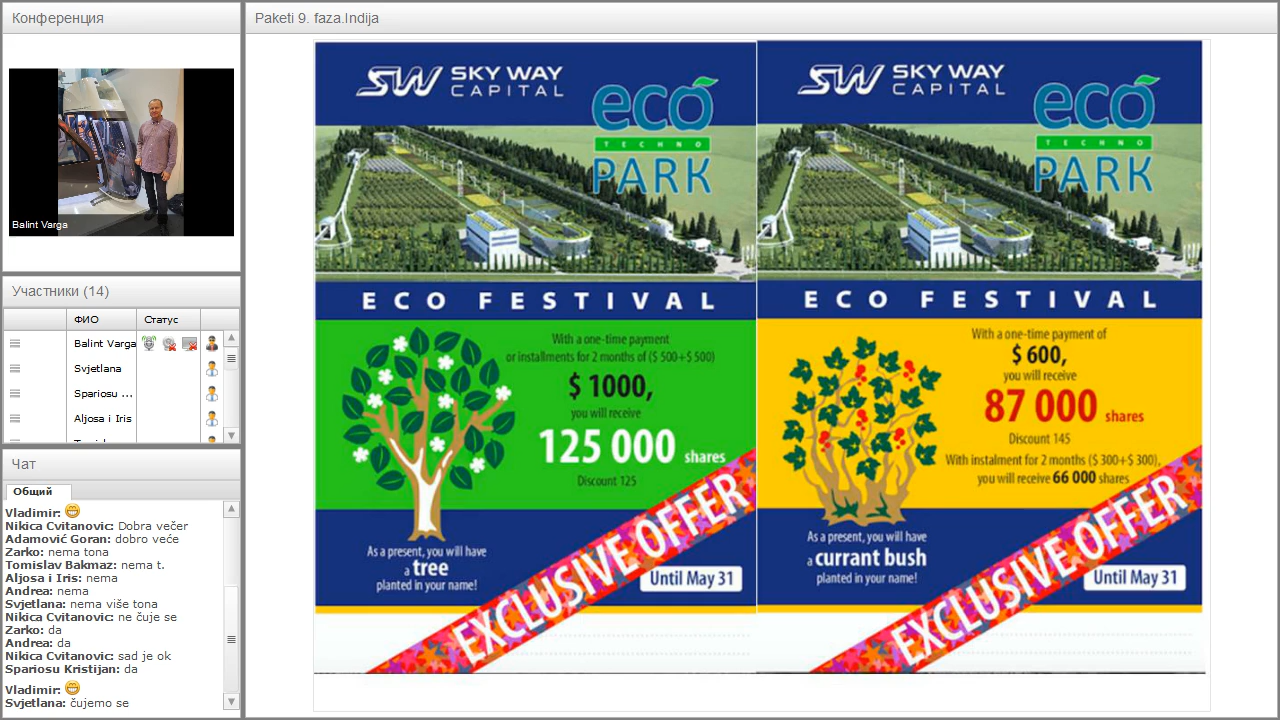 Конференция
Balint Varga
Участники (14)
ФИО
Статус
Balint Varga
Svjetlana
Spariosu ...
Aljosa i Iris
Чат
Общий
Vladimir:
Nikica Cvitanovic: Dobra večer
Adamović Goran: dobro veće
Zarko: nema tona
Tomislav Bakmaz: nema t.
Aljosa i Iris: nema
Andrea: nema
Svjetlana: nema više tona
Nikica Cvitanovic: ne čuje se
Zarko: da
Andrea: da
Nikica Cvitanovic: sad je ok
Spariosu Kristijan: da
Vladimir:
Svjetlana: čujemo se
Paketi 9. faza.Indija
SW SKY WAY
CAPITAL
eco
TECHNO
PARK
ECO FESTIVAL
With a one-time payment
or installments for 2 months of ($ 500+$ 500)
$ 1000,
you will receive
125 000 shares
Discount 125
As a present, you will have
a tree
planted in your name!
EXCLUSIVE OFFER
Until May 31
SW SKY WAY
CAPITAL
eco
TECHNO
PARK
ECO FESTIVAL
With a one-time payment of
$ 600,
you will receive
87 000 shares
Discount 145
With instalment for 2 months ($ 300+$ 300),
you will receive 66 000 shares
As a present, you will have
a currant bush
planted in your name!
EXCLUSIVE OFFER
Until May 31